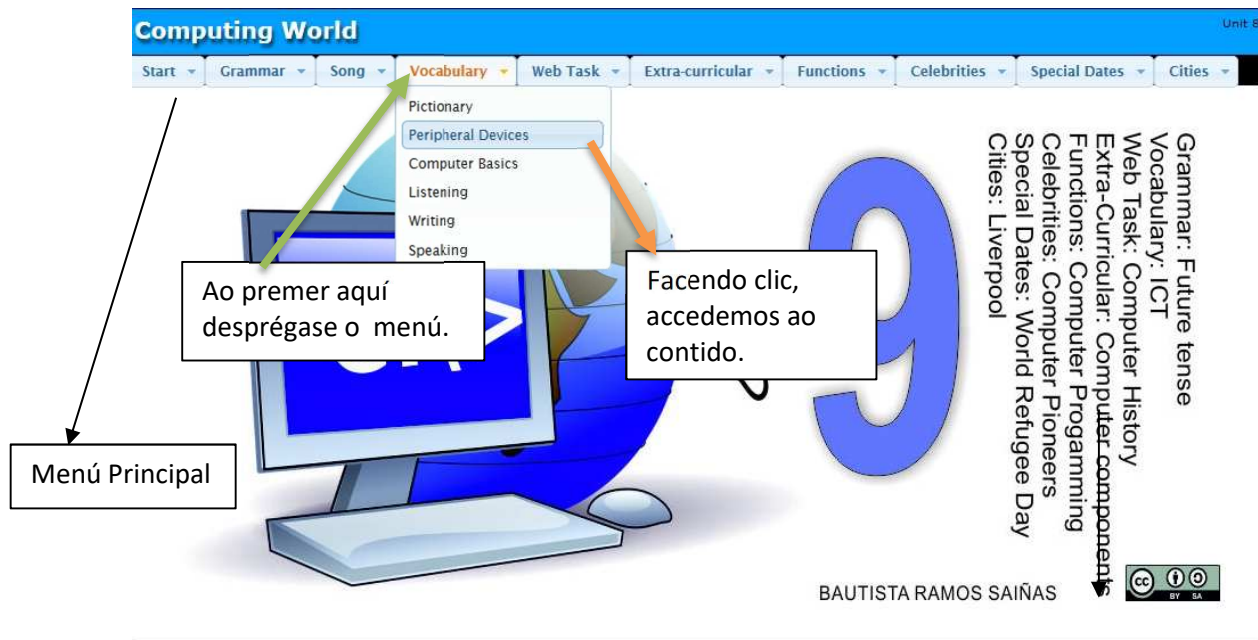 Computing World
Unit 8
Start Grammar Song Vocabulary Web Task Extra-curricular Functions Celebrities Special Dates Cities
Pictionary
Peripheral Devices
Computer Basics
Listening
Writing
Speaking
Ao premer aquí
desprégase o menú.
Facendo clic,
accedemos ao
contido.
Menú Principal
9
Grammar: Future tense
Vocabulary: ICT
Web Task: Computer History
Extra-Curricular: Computer components
Functions: Computer Progamming
Celebrities: Computer Pioneers
Special Dates: World Refugee Day
Cities: Liverpool
BAUTISTA RAMOS SAIÑAS
cc BY SA